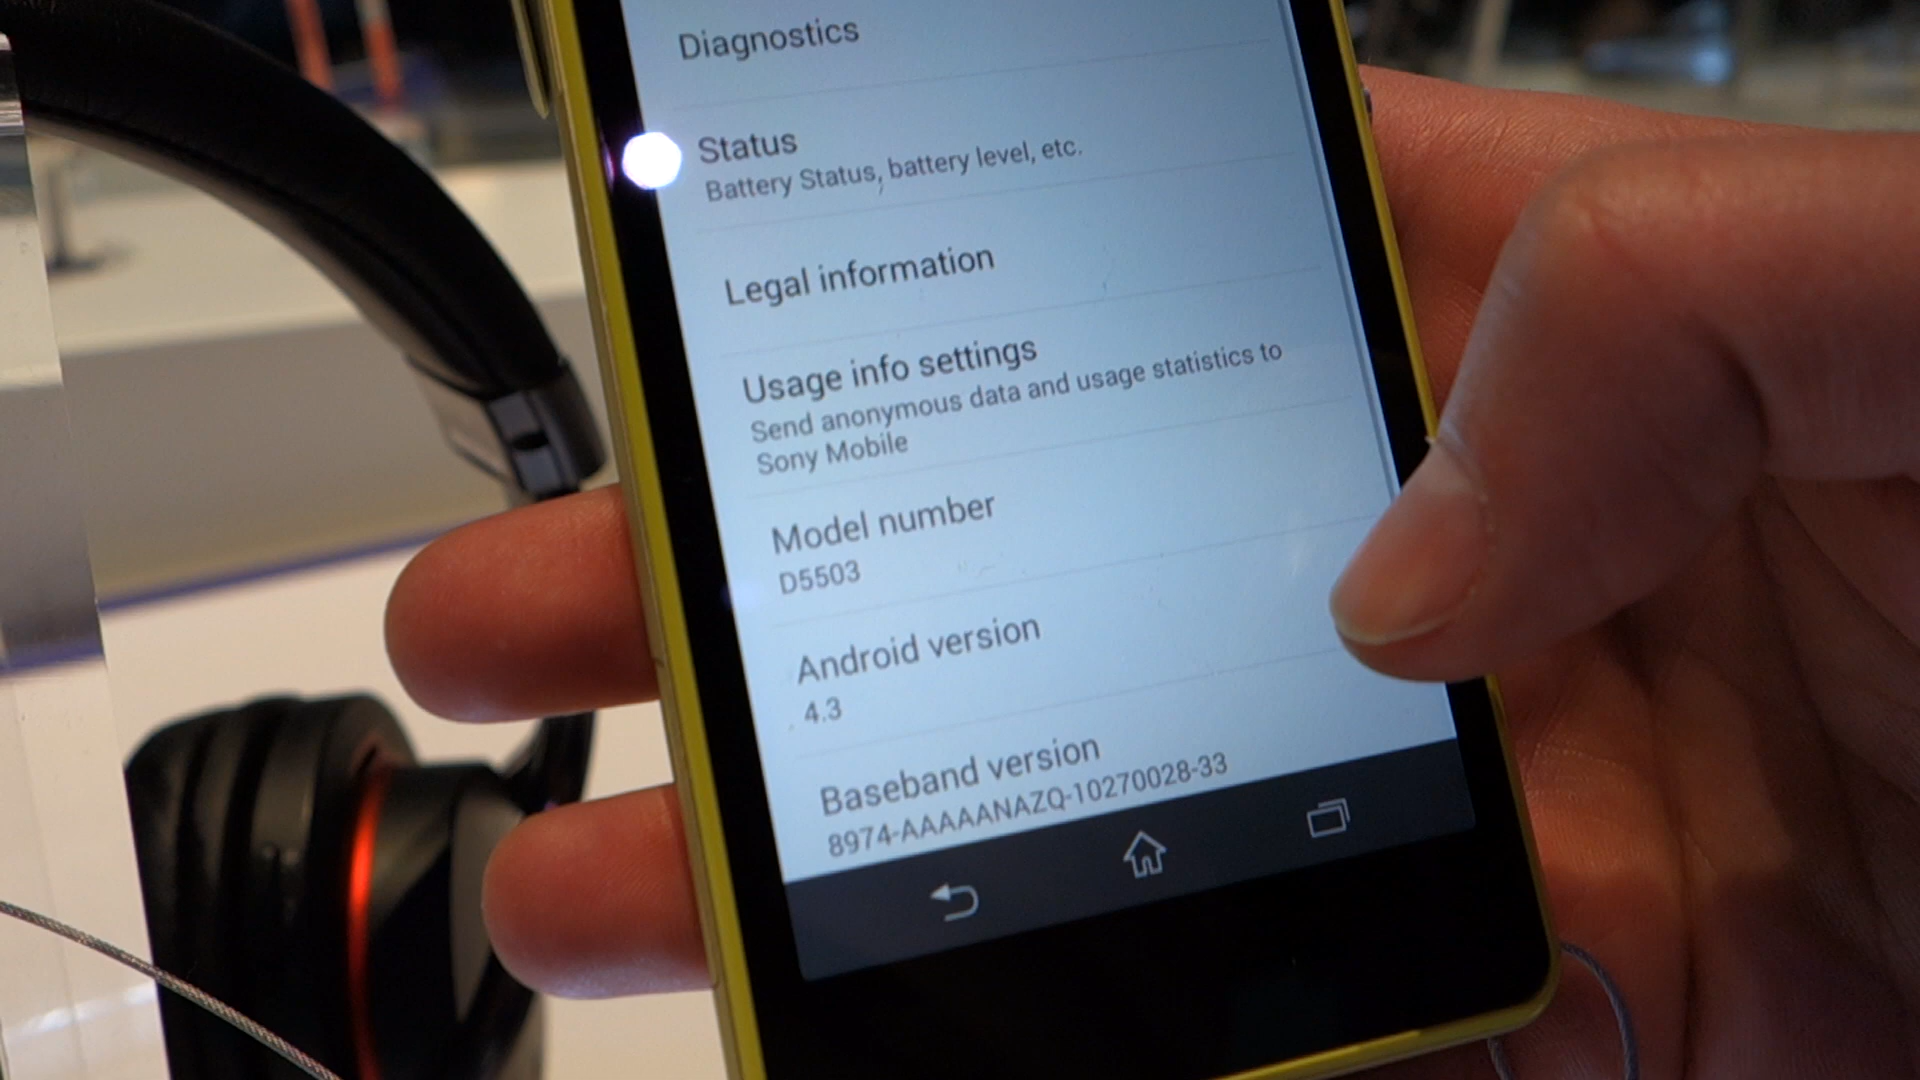 Diagnostics
Status
Battery Status, battery level, etc.
Legal information
Usage info settings
Send anonymous data and usage statistics to
Sony Mobile
Model number
D5503
Android version
4.3
Baseband version
8974-AAAAANAZQ-10270028-33